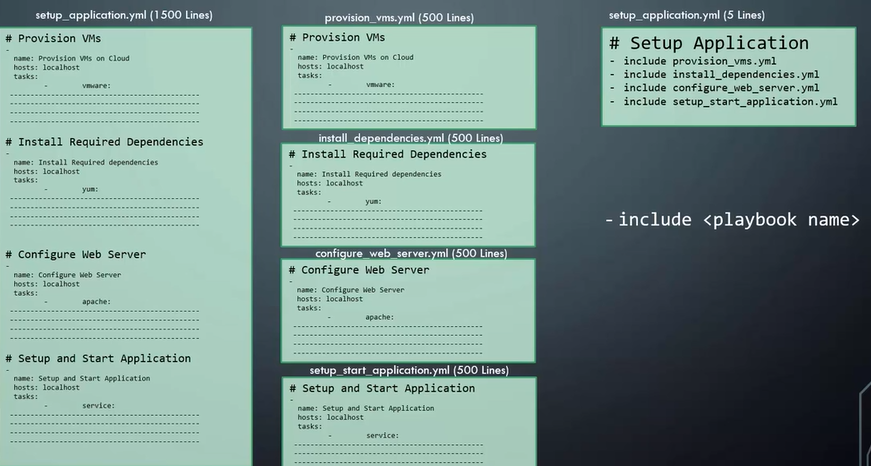 setup_application.yml (1500 Lines)
# Provision VMs
-
name: Provision VMs on Cloud
hosts: localhost
tasks:
- vmware:
------------------------------------------------
------------------------------------------------
------------------------------------------------
------------------------------------------------
# Install Required Dependencies
-
name: Install Required dependencies
hosts: localhost
tasks:
- yum:
------------------------------------------------
------------------------------------------------
------------------------------------------------
------------------------------------------------
# Configure Web Server
-
name: Configure Web Server
hosts: localhost
tasks:
- apache:
------------------------------------------------
------------------------------------------------
------------------------------------------------
------------------------------------------------
# Setup and Start Application
-
name: Setup and Start Application
hosts: localhost
tasks:
- service:
------------------------------------------------
------------------------------------------------
------------------------------------------------
------------------------------------------------
provision_vms.yml (500 Lines)
# Provision VMs
-
name: Provision VMs on Cloud
hosts: localhost
tasks:
- vmware:
------------------------------------------------
------------------------------------------------
------------------------------------------------
------------------------------------------------
install_dependencies.yml (500 Lines)
# Install Required Dependencies
-
name: Install Required dependencies
hosts: localhost
tasks:
- yum:
------------------------------------------------
------------------------------------------------
------------------------------------------------
------------------------------------------------
configure_web_server.yml (500 Lines)
# Configure Web Server
-
name: Configure Web Server
hosts: localhost
tasks:
- apache:
------------------------------------------------
------------------------------------------------
------------------------------------------------
------------------------------------------------
setup_start_application.yml (500 Lines)
# Setup and Start Application
-
name: Setup and Start Application
hosts: localhost
tasks:
- service:
------------------------------------------------
------------------------------------------------
------------------------------------------------
setup_application.yml (5 Lines)
# Setup Application
- include provision_vms.yml
- include install_dependencies.yml
- include configure_web_server.yml
- include setup_start_application.yml
- include <playbook name>